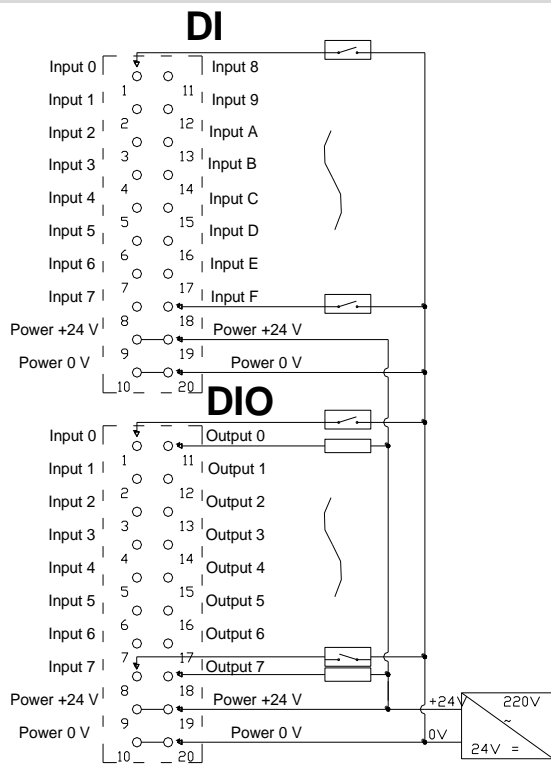 DI
Input 0 Input 8
1 11
Input 1 Input 9
2 12
Input 2 Input A
3 13
Input 3 Input B
4 14
Input 4 Input C
5 15
Input 5 Input D
6 16
Input 6 Input E
7 17
Input 7 Input F
8 18
Power +24 V Power +24 V
9 19
Power 0 V Power 0 V
10 20
DIO
Input 0 Output 0
1 11
Input 1 Output 1
2 12
Input 2 Output 2
3 13
Input 3 Output 3
4 14
Input 4 Output 4
5 15
Input 5 Output 5
6 16
Input 6 Output 6
7 17
Input 7 Output 7
8 18
Power +24 V Power +24 V +24V 220V
9 19 ~
Power 0 V Power 0 V 0V
10 20 24V =